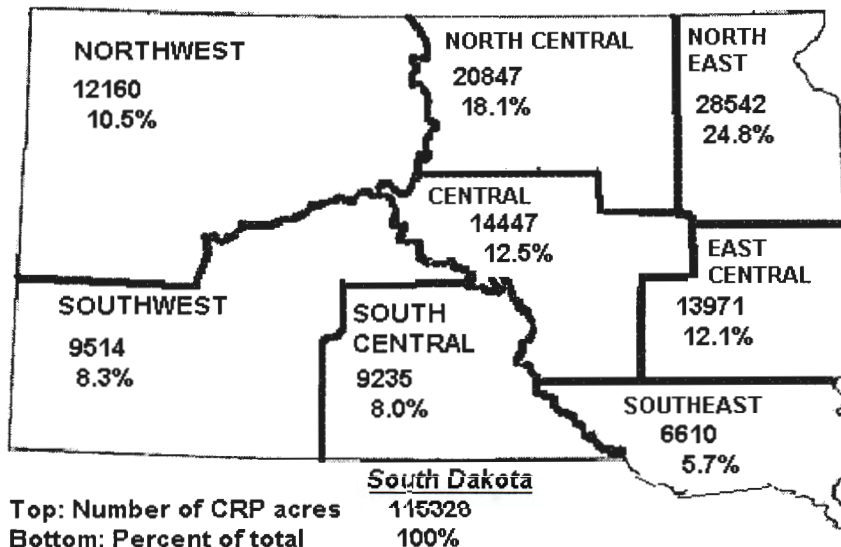 NORTHWEST
12160
10.5%
NORTH CENTRAL
20847
18.1%
NORTH
EAST
28542
24.8%
CENTRAL
14447
12.5%
EAST
CENTRAL
13971
12.1%
SOUTHWEST
9514
8.3%
SOUTH
CENTRAL
9235
8.0%
SOUTHEAST
6610
5.7%
South Dakota
Top: Number of CRP acres 115326
Bottom: Percent of total 100%